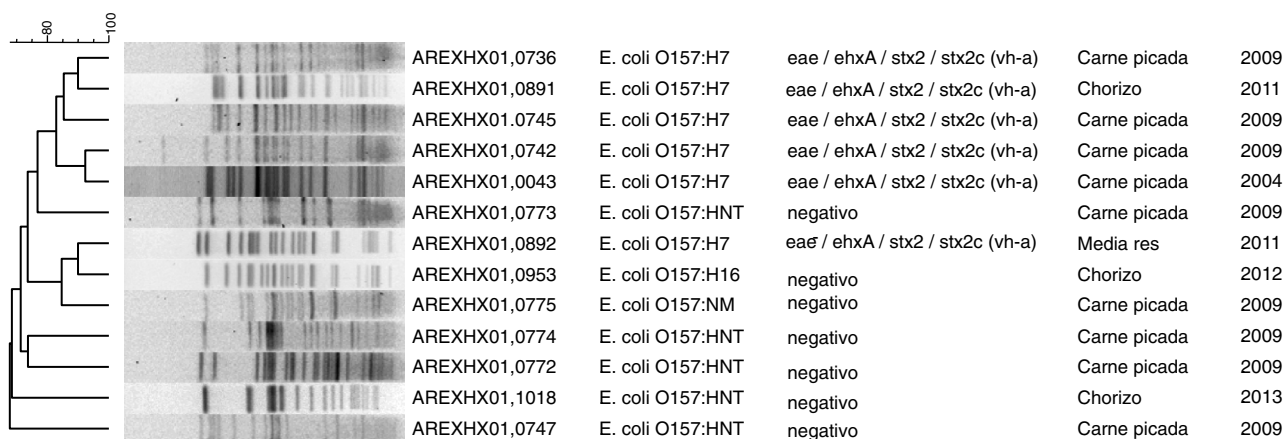 80
100
AREXHX01,0736 E. coli O157:H7 eae / ehxA / stx2 / stx2c (vh-a) Carne picada 2009
AREXHX01,0891 E. coli O157:H7 eae / ehxA / stx2 / stx2c (vh-a) Chorizo 2011
AREXHX01.0745 E. coli O157:H7 eae / ehxA / stx2 / stx2c (vh-a) Carne picada 2009
AREXHX01,0742 E. coli O157:H7 eae / ehxA / stx2 / stx2c (vh-a) Carne picada 2009
AREXHX01,0043 E. coli O157:H7 eae / ehxA / stx2 / stx2c (vh-a) Carne picada 2004
AREXHX01,0773 E. coli O157:HNT negativo Carne picada 2009
AREXHX01,0892 E. coli O157:H7 eae / ehxA / stx2 / stx2c (vh-a) Media res 2011
AREXHX01,0953 E. coli O157:H16 negativo Chorizo 2012
AREXHX01,0775 E. coli O157:NM negativo Carne picada 2009
AREXHX01,0774 E. coli O157:HNT negativo Carne picada 2009
AREXHX01,0772 E. coli O157:HNT negativo Carne picada 2009
AREXHX01,1018 E. coli O157:HNT negativo Chorizo 2013
AREXHX01,0747 E. coli O157:HNT negativo Carne picada 2009